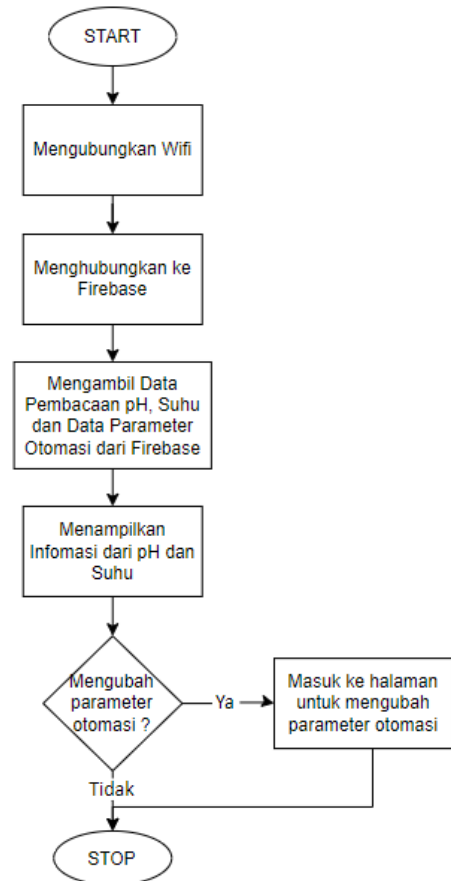 START
Mengubungkan Wifi
Menghubungkan ke
Firebase
Mengambil Data
Pembacaan pH, Suhu
dan Data Parameter
Otomasi dari Firebase
Menampilkan
Infomasi dari pH dan
Suhu
Mengubah
parameter
otomasi ?
Ya
Masuk ke halaman
untuk mengubah
parameter otomasi
Tidak
STOP